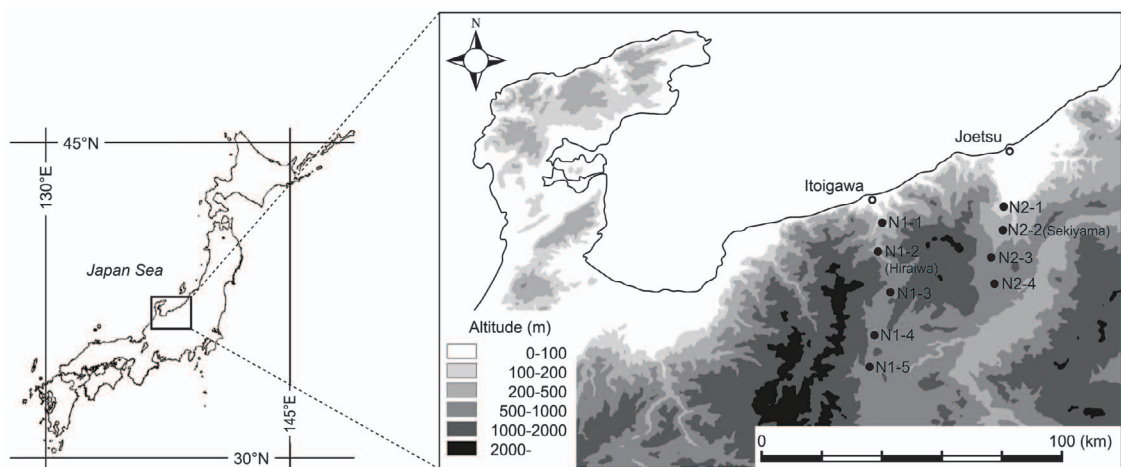 45°N
130°E
Japan Sea
145°E
30°N
N
Joetsu
Itoigawa
N1-1
N1-2
(Hiraiwa)
N1-3
N1-4
N1-5
N2-1
N2-2(Sekiyama)
N2-3
N2-4
Altitude (m)
0-100
100-200
200-500
500-1000
1000-2000
2000-
0 100 (km)